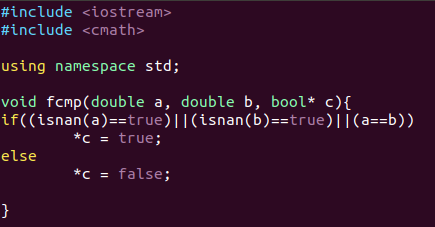 #include <iostream>
#include <cmath>
using namespace std;
void fcmp(double a, double b, bool* c){
if((isnan(a)==true)||(isnan(b)==true)||(a==b))
        *c = true;
else
        *c = false;
}